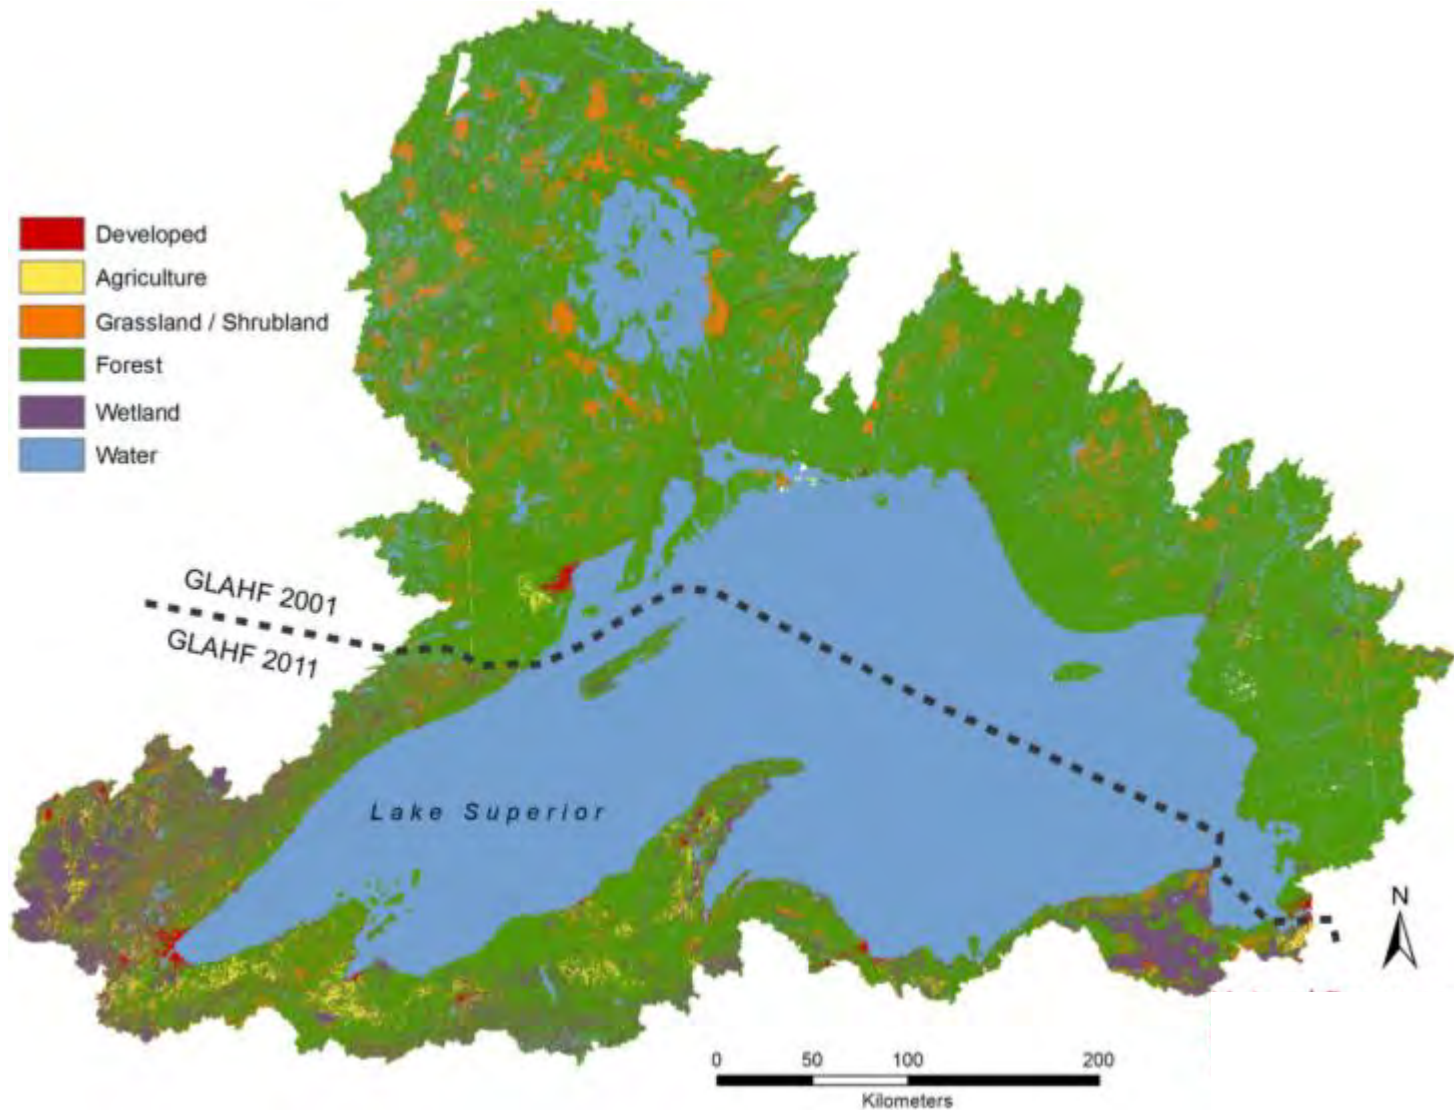 Developed
Agriculture
Grassland / Shrubland
Forest
Wetland
Water
GLAHF 2001
GLAHF 2011
Lake Superior
N
0 50 100 200
Kilometers